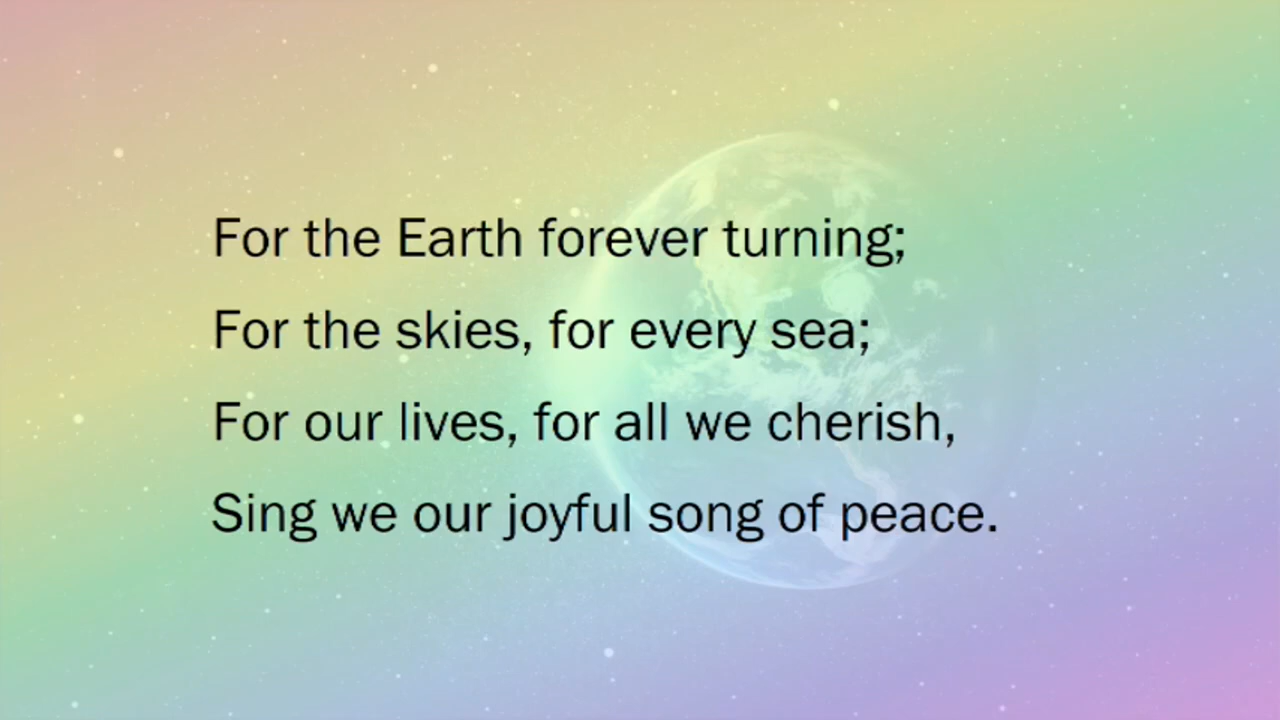 For the Earth forever turning;
For the skies, for every sea;
For our lives, for all we cherish,
Sing we our joyful song of peace.